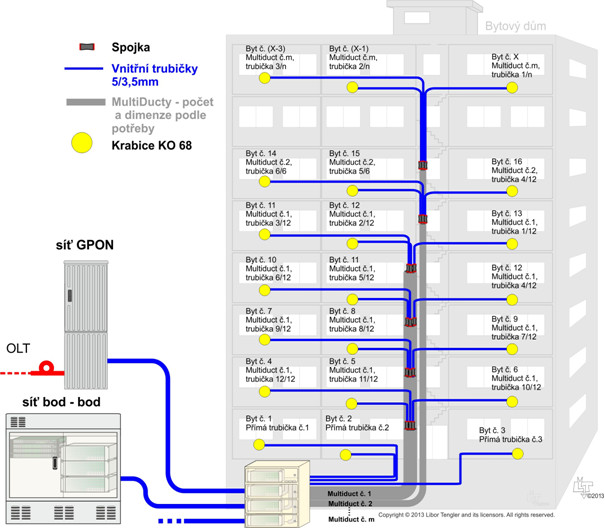 Spojka
Vnitřní trubičky
5/3,5mm
MultiDucty - počet
a dimenze podle
potřeby
Krabice KO 68
Bytový dům
Byt č. (X-3)
Multiduct č.m,
trubička 3/n
Byt č. (X-1)
Multiduct č.m,
trubička 2/n
Byt č. X
Multiduct č.m,
trubička 1/n
Byt č. 14
Multiduct č.2,
trubička 6/6
Byt č. 15
Multiduct č.2,
trubička 5/6
Byt č. 16
Multiduct č.2,
trubička 4/12
Byt č. 11
Multiduct č.1,
trubička 3/12
Byt č. 12
Multiduct č.1,
trubička 2/12
Byt č. 13
Multiduct č.1,
trubička 1/12
Byt č. 10
Multiduct č.1,
trubička 6/12
Byt č. 11
Multiduct č.1,
trubička 5/12
Byt č. 12
Multiduct č.1,
trubička 4/12
Byt č. 7
Multiduct č.1,
trubička 9/12
Byt č. 8
Multiduct č.1,
trubička 8/12
Byt č. 9
Multiduct č.1,
trubička 7/12
Byt č. 4
Multiduct č.1,
trubička 12/12
Byt č. 5
Multiduct č.1,
trubička 11/12
Byt č. 6
Multiduct č.1,
trubička 10/12
Byt č. 1
Přímá trubička č.1
Byt č. 2
Přímá trubička č.2
Byt č. 3
Přímá trubička č.3
síť GPON
OLT
síť bod - bod
Multiduct č. 1
Multiduct č. 2
Multiduct č. m
©2013
Copyright © 2013 Libor Tengler and its licensors. All rights reserved.